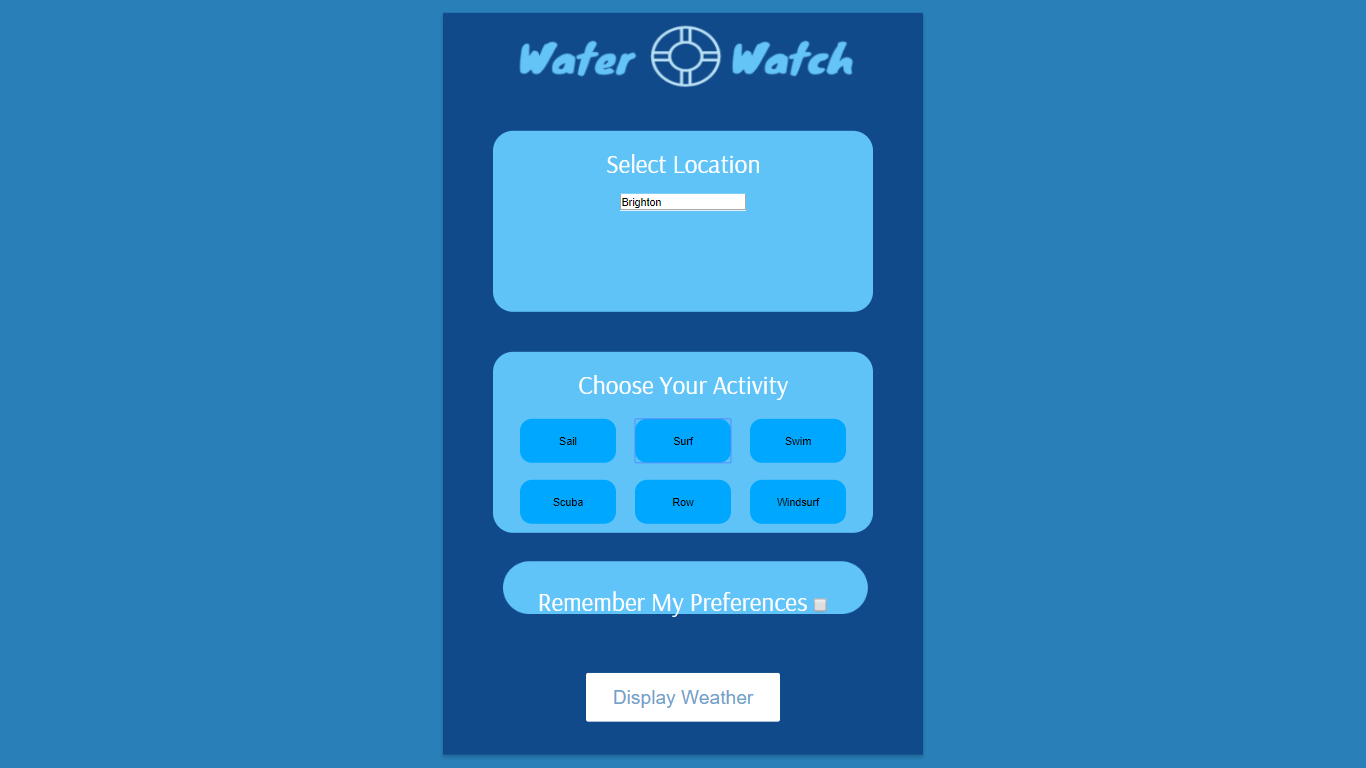 Water Watch
Select Location
Brighton
Choose Your Activity
Sail Surf Swim
Scuba Row Windsurf
Remember My Preferences
Display Weather